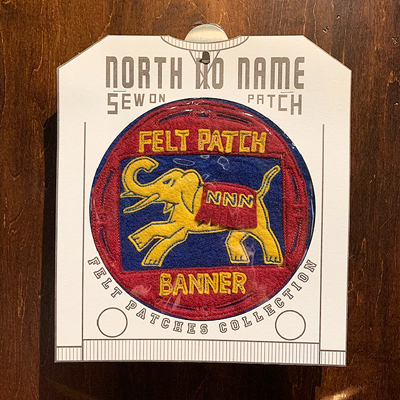 NORTH NO NAME
SEW ON PATCH
FELT PATCH
NNN
BANNER
FELT PATCHES COLLECTION